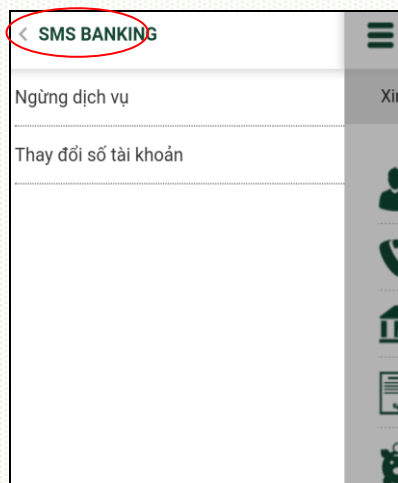 SMS BANKING
Ngừng dịch vụ
Thay đổi số tài khoản